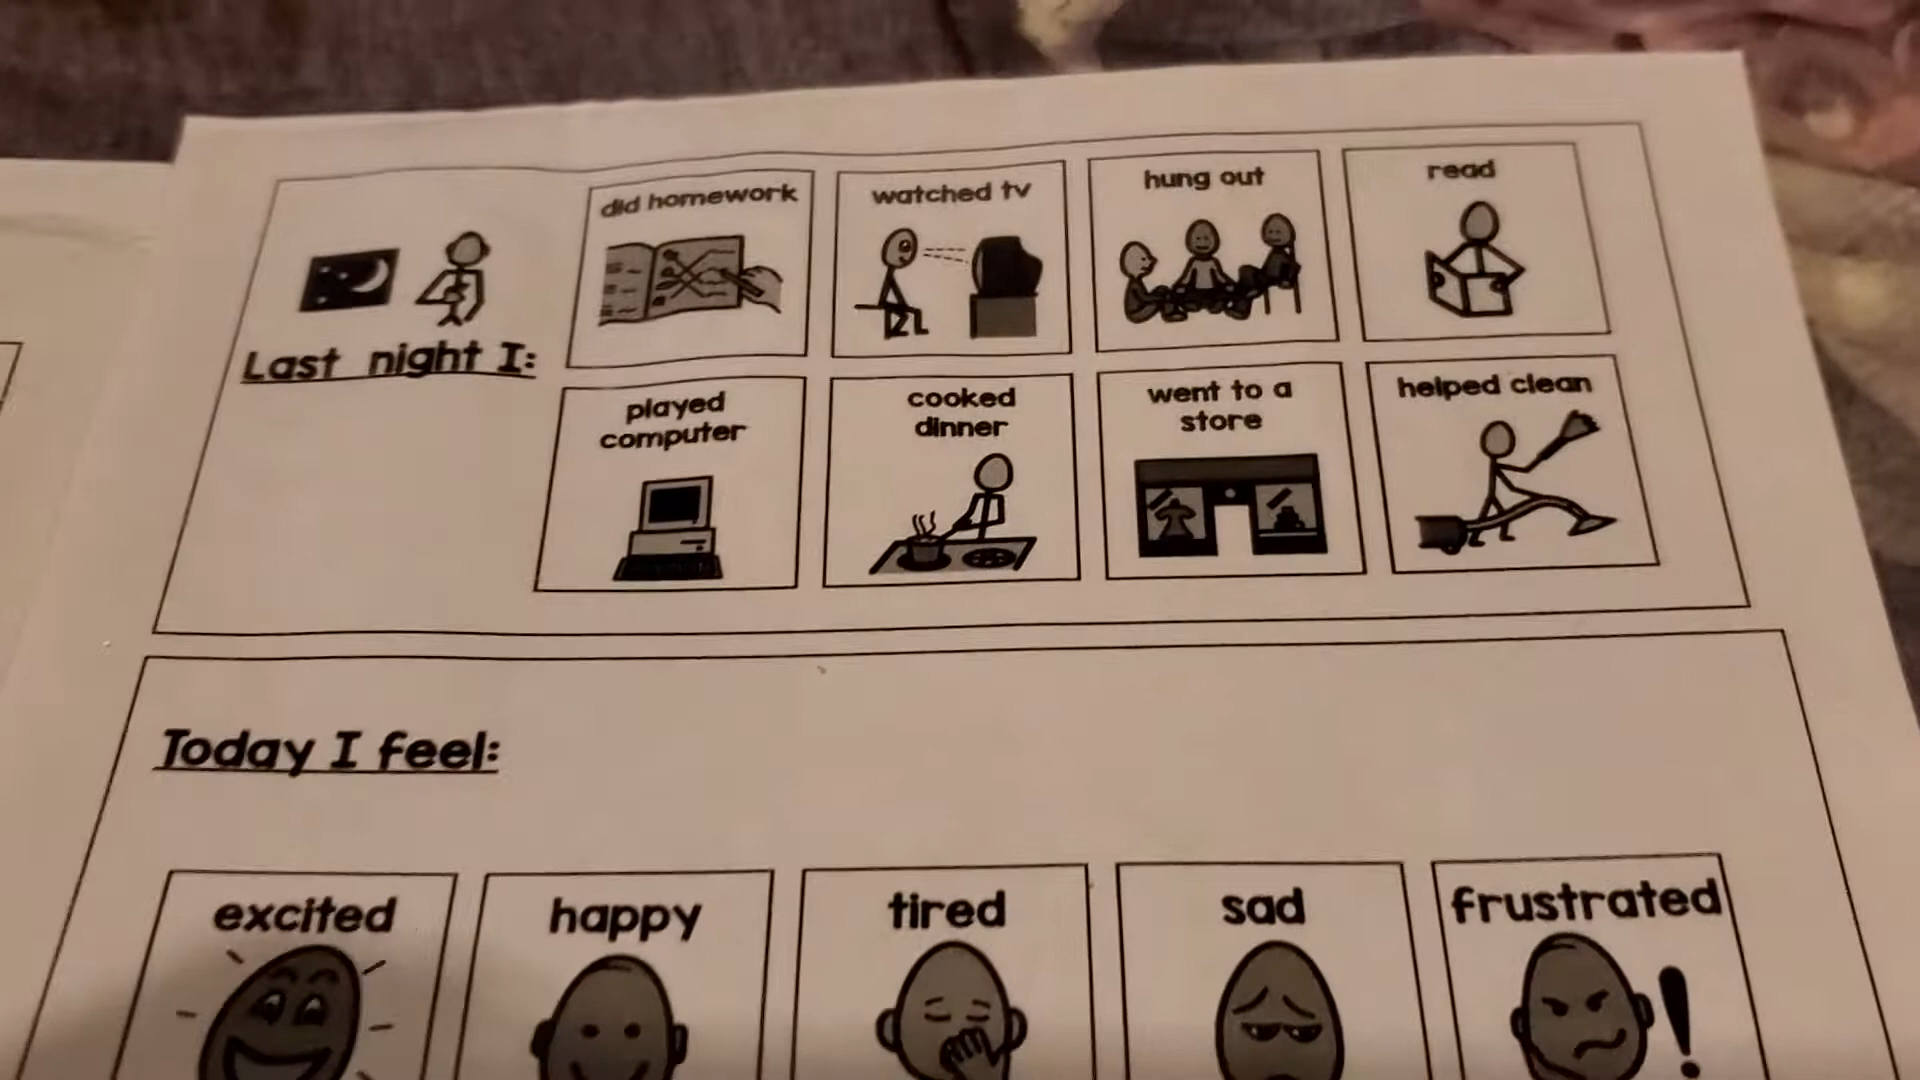 Last night I:
did homework
watched tv
hung out
read
played
computer
cooked
dinner
went to a
store
helped clean
Today I feel:
excited
happy
tired
sad
frustrated